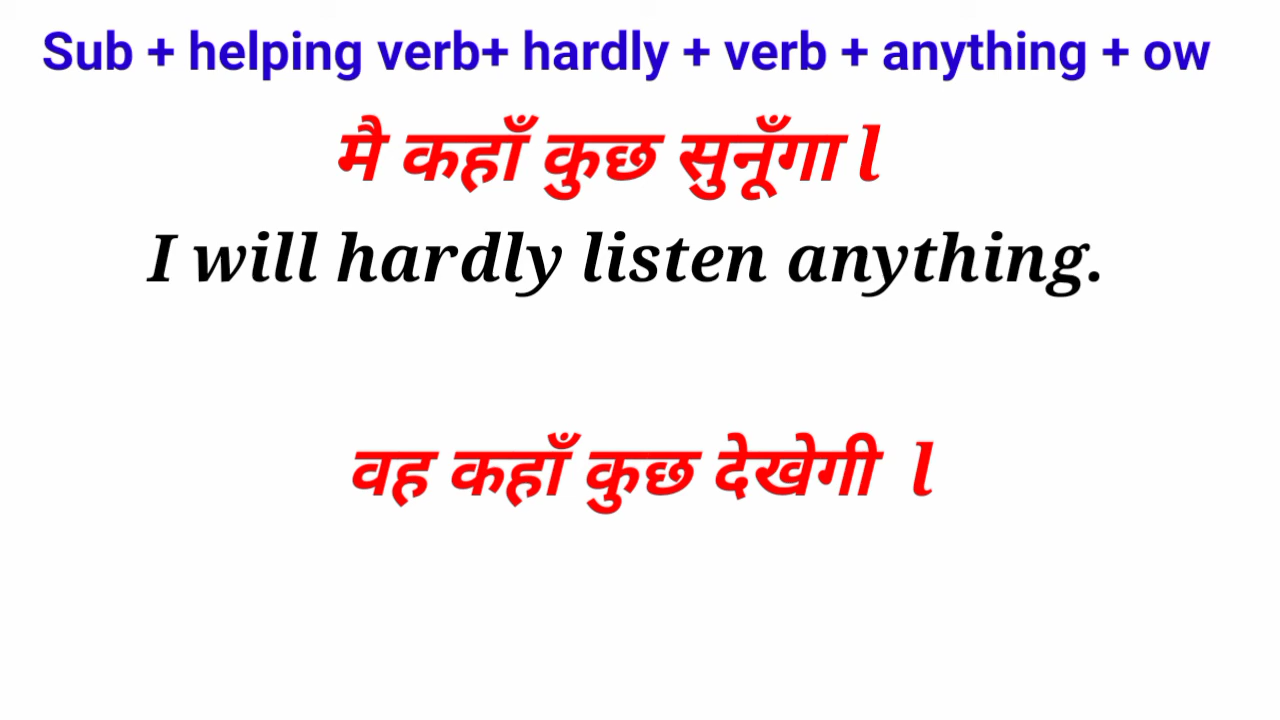 Sub + helping verb+ hardly + verb + anything + ow
मै कहाँ कुछ सुनूँगा l
I will hardly listen anything.
वह कहाँ कुछ देखेगी l